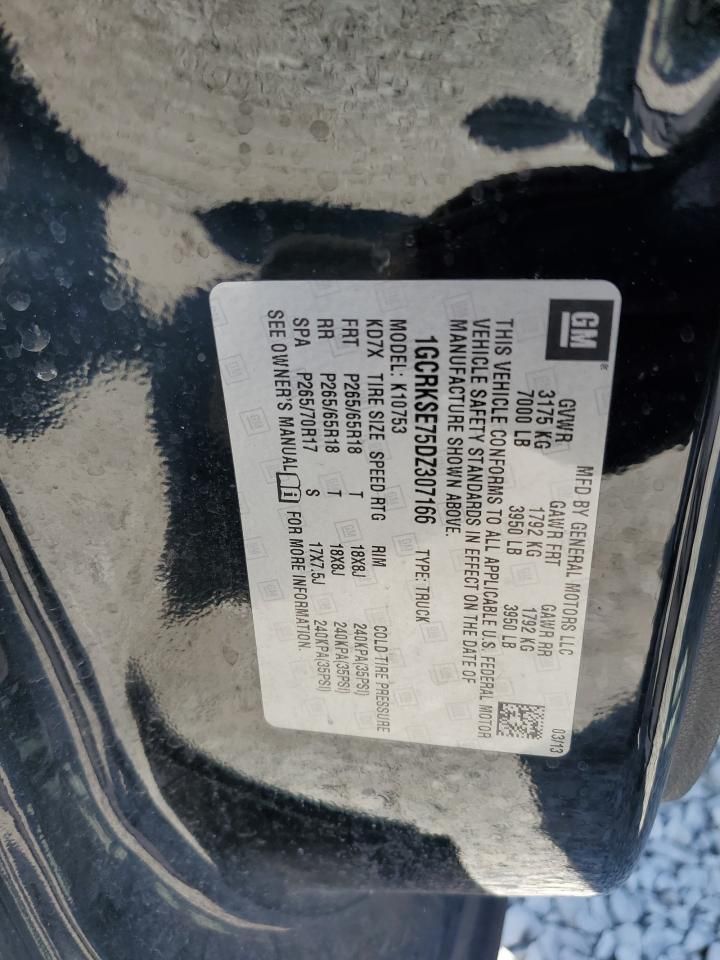 GM
MFD BY GENERAL MOTORS LLC 03/13
GVWR GAWR FRT GAWR RR
3175 KG 1792 KG 1792 KG
7000 LB 3950 LB 3950 LB
THIS VEHICLE CONFORMS TO ALL APPLICABLE U.S. FEDERAL MOTOR
VEHICLE SAFETY STANDARDS IN EFFECT ON THE DATE OF
MANUFACTURE SHOWN ABOVE.
1GCRKSE75DZ307166 TYPE: TRUCK
MODEL: K10753
KD7X TIRE SIZE SPEED RTG RIM COLD TIRE PRESSURE
FRT P265/65R18 T 18X8J 240KPA(35PSI)
RR P265/65R18 T 18X8J 240KPA(35PSI)
SPA P265/70R17 S 17X7.5J 240KPA(35PSI)
SEE OWNER'S MANUAL FOR MORE INFORMATION.